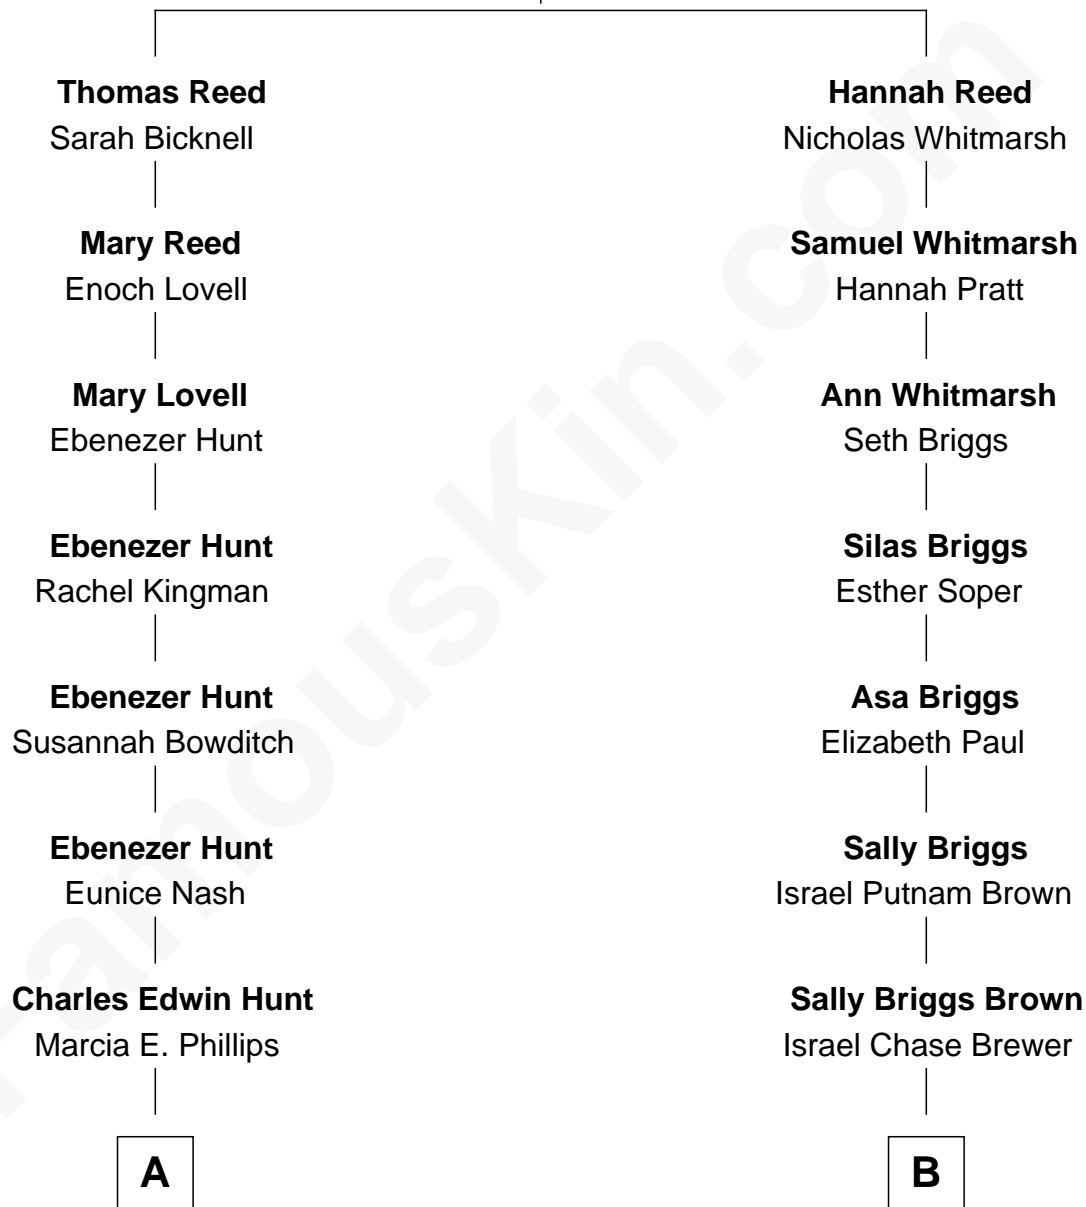 Thomas Reed
Sarah Bicknell
Hannah Reed
Nicholas Whitmarsh
Mary Reed
Enoch Lovell
Samuel Whitmarsh
Hannah Pratt
Mary Lovell
Ebenezer Hunt
Ann Whitmarsh
Seth Briggs
Ebenezer Hunt
Rachel Kingman
Silas Briggs
Esther Soper
Ebenezer Hunt
Susannah Bowditch
Asa Briggs
Elizabeth Paul
Ebenezer Hunt
Eunice Nash
Sally Briggs
Israel Putnam Brown
Charles Edwin Hunt
Marcia E. Phillips
Sally Briggs Brown
Israel Chase Brewer
A
B
FamousKin.com